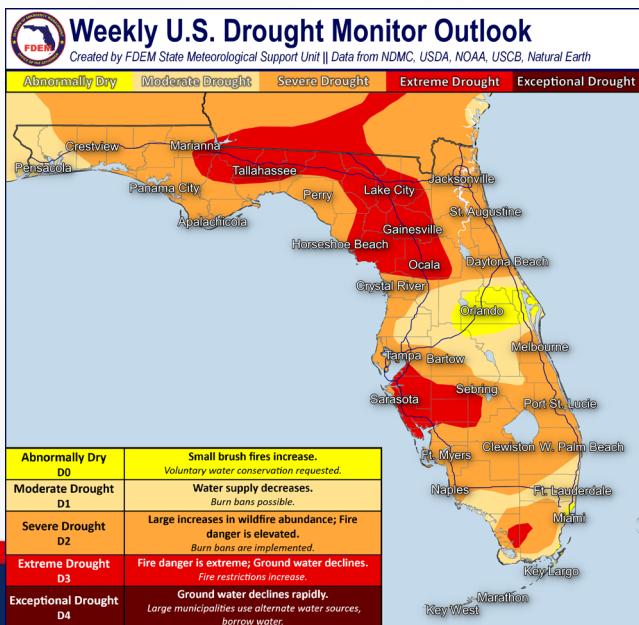 Weekly U.S. Drought Monitor Outlook
FDEM
Created by FDEM State Meteorological Support Unit || Data from NDMC, USDA, NOAA, USCB, Natural Earth
Abnormally Dry Moderate Drought Severe Drought Extreme Drought Exceptional Drought
Crestview
Marianna
Pensacola
Tallahassee
Panama City
Perry
Lake City
Jacksonville
Apalachicola
St. Augustine
Gainesville
Horseshoe Beach
Ocala
Daytona Beach
Crystal River
Orlando
Melbourne
Tampa
Bartow
Sebring
Sarasota
Port St. Lucie
Ft. Myers
Clewiston
W. Palm Beach
Naples
Ft. Lauderdale
Miami
Key Largo
Marathon
Key West
Abnormally Dry
D0
Small brush fires increase.
Voluntary water conservation requested.
Moderate Drought
D1
Water supply decreases.
Burn bans possible.
Severe Drought
D2
Large increases in wildfire abundance; Fire
danger is elevated.
Burn bans are implemented.
Extreme Drought
D3
Fire danger is extreme; Ground water declines.
Fire restrictions increase.
Exceptional Drought
D4
Ground water declines rapidly.
Large municipalities use alternate water sources,
borrow water.